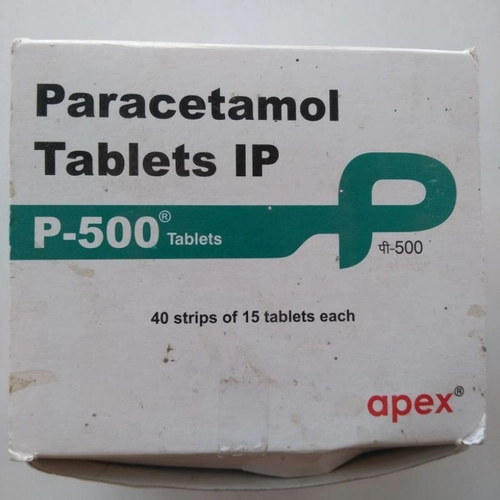 Paracetamol
Tablets IP
P-500® Tablets
पी-500
40 strips of 15 tablets each
apex®